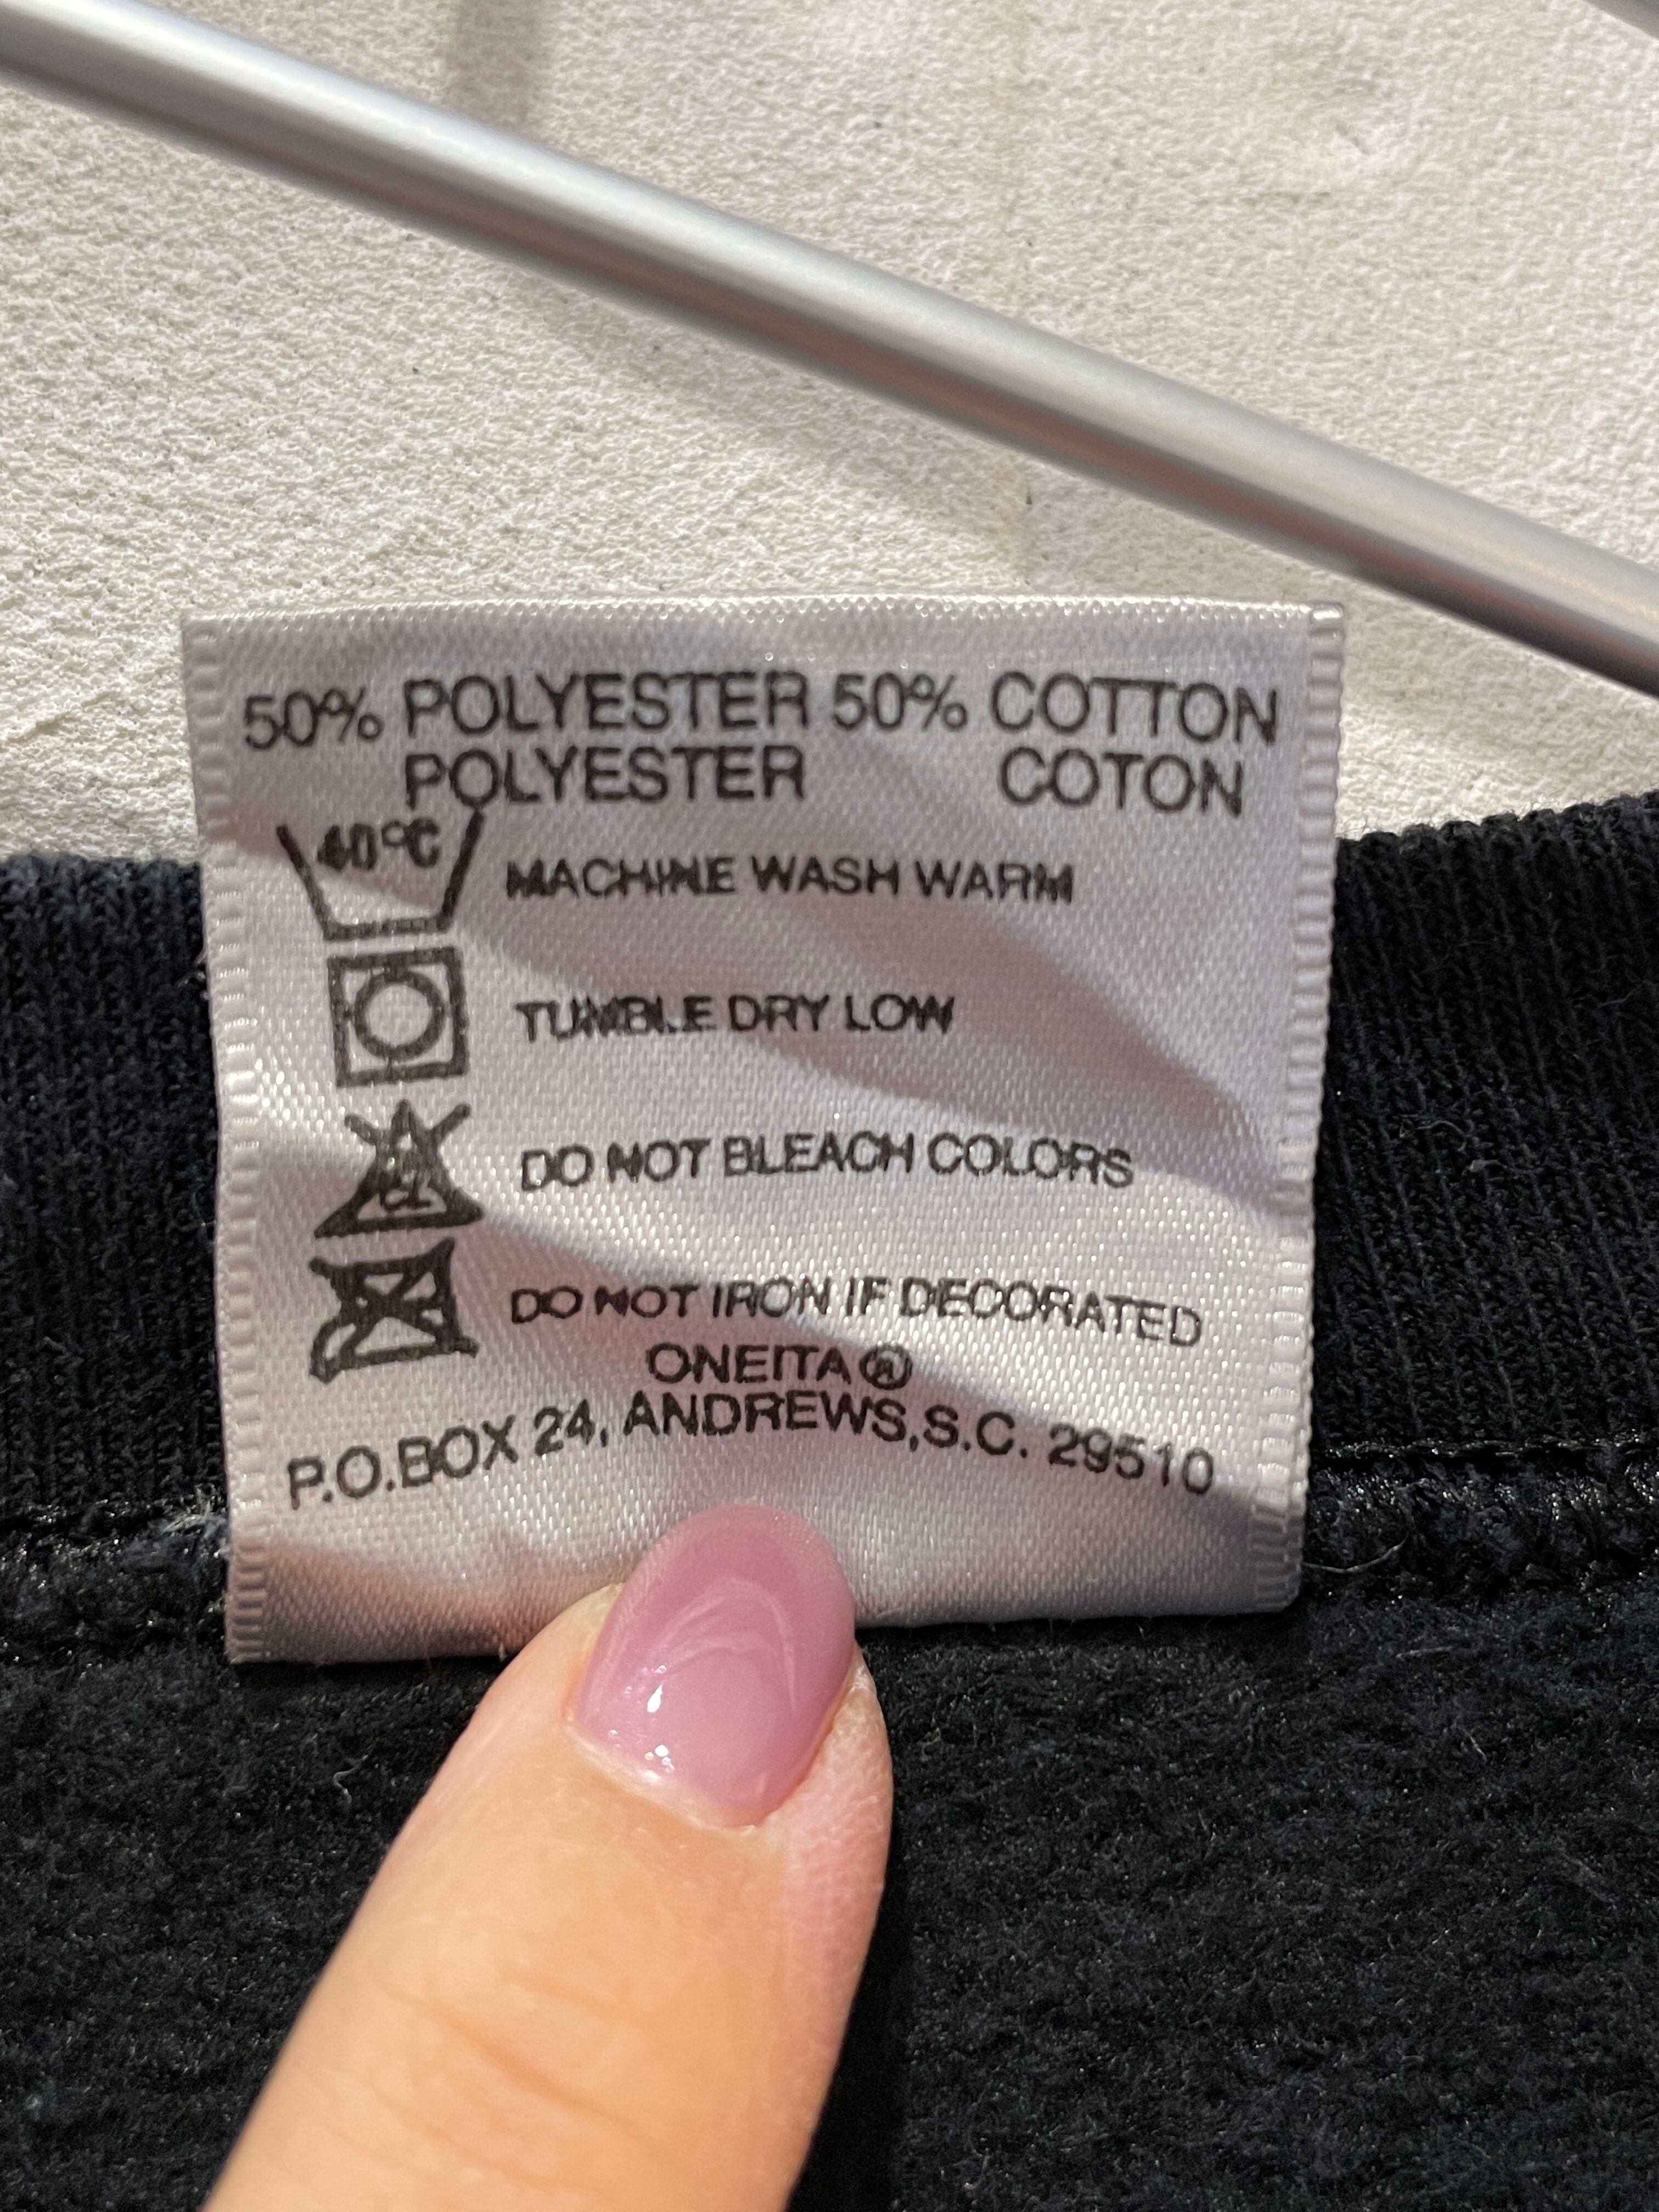 50% POLYESTER 50% COTTON
POLYESTER COTON
40°C MACHINE WASH WARM
TUMBLE DRY LOW
DO NOT BLEACH COLORS
DO NOT IRON IF DECORATED
ONEITA®
P.O.BOX 24, ANDREWS,S.C. 29510